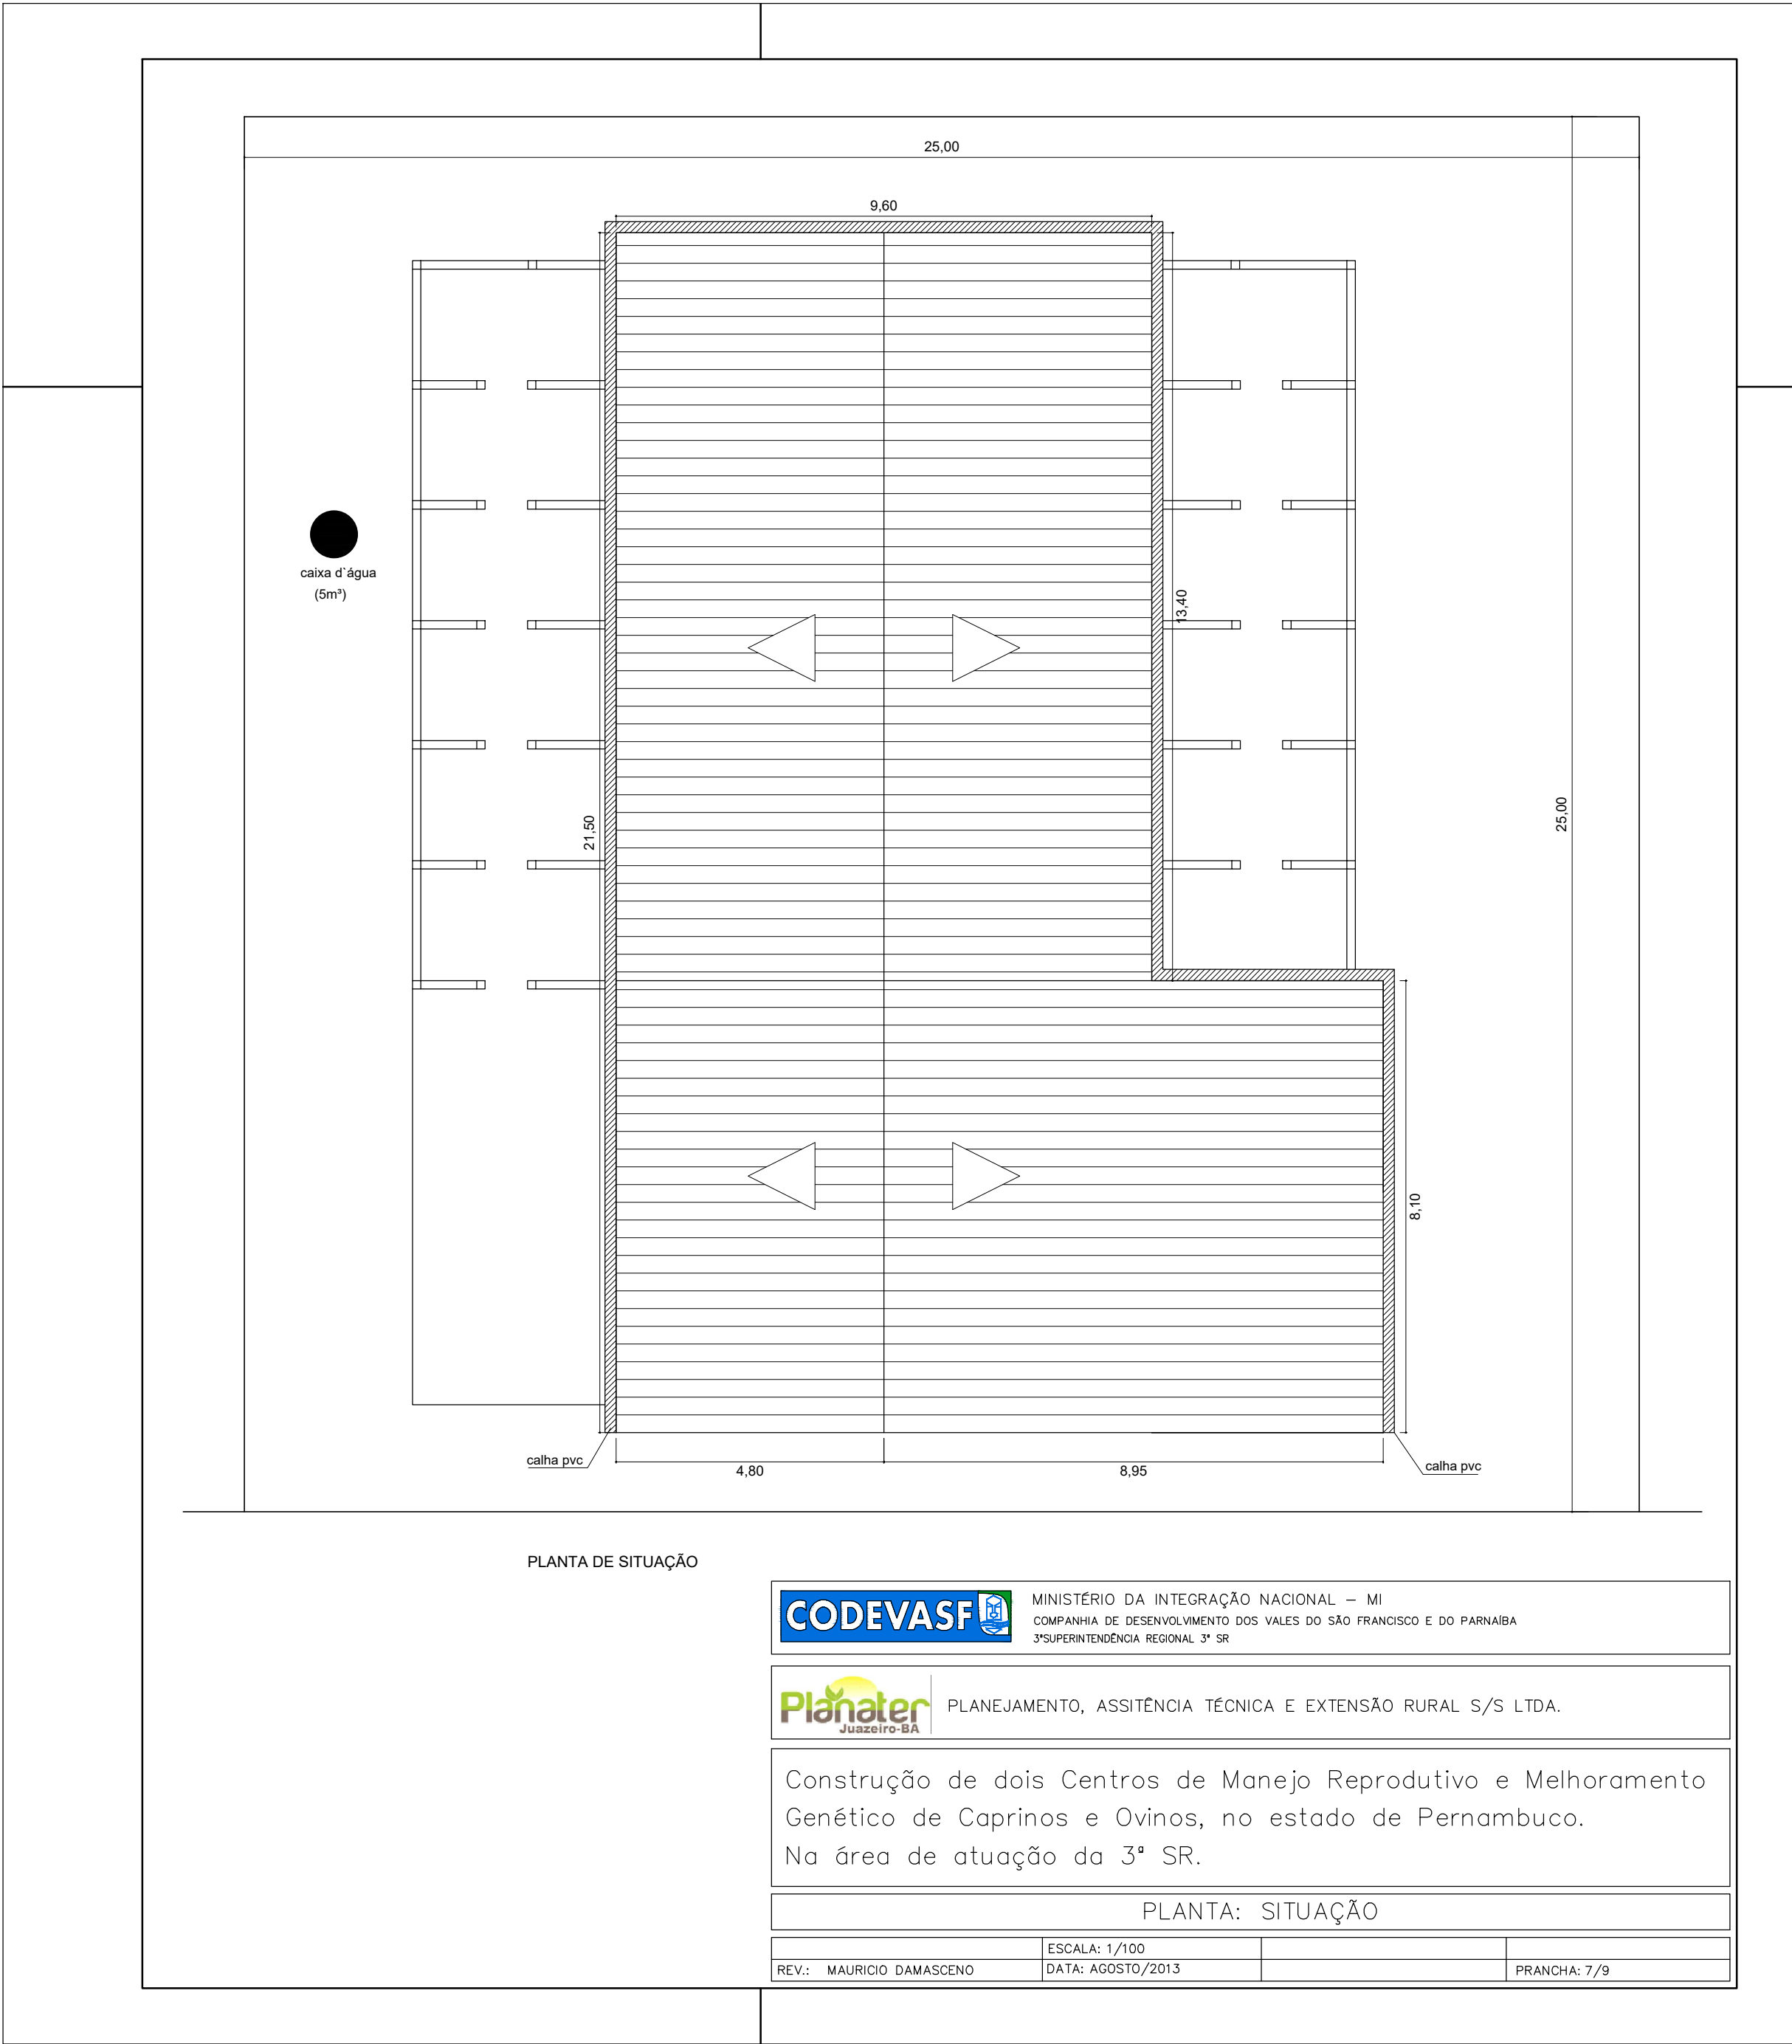 25,00
9,60
caixa d`água
(5m³)
13,40
21,50
25,00
8,10
calha pvc
4,80
8,95
calha pvc
PLANTA DE SITUAÇÃO
CODEVASF
MINISTÉRIO DA INTEGRAÇÃO NACIONAL – MI
COMPANHIA DE DESENVOLVIMENTO DOS VALES DO SÃO FRANCISCO E DO PARNAÍBA
3ªSUPERINTENDÊNCIA REGIONAL 3ª SR
Planater
Juazeiro-BA
PLANEJAMENTO, ASSITÊNCIA TÉCNICA E EXTENSÃO RURAL S/S LTDA.
Construção de dois Centros de Manejo Reprodutivo e Melhoramento
Genético de Caprinos e Ovinos, no estado de Pernambuco.
Na área de atuação da 3ª SR.
PLANTA: SITUAÇÃO
ESCALA: 1/100
REV.: MAURICIO DAMASCENO
DATA: AGOSTO/2013
PRANCHA: 7/9